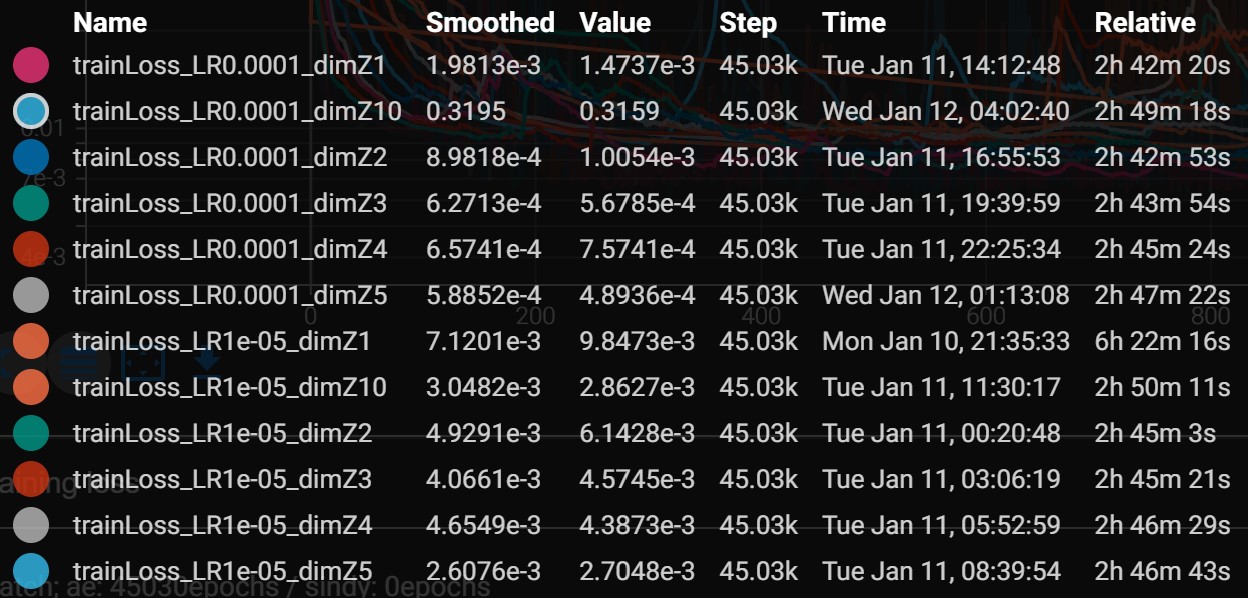 Name Smoothed Value Step Time Relative
trainLoss_LR0.0001_dimZ1 1.9813e-3 1.4737e-3 45.03k Tue Jan 11, 14:12:48 2h 42m 20s
trainLoss_LR0.0001_dimZ10 0.3195 0.3159 45.03k Wed Jan 12, 04:02:40 2h 49m 18s
0.01
trainLoss_LR0.0001_dimZ2 8.9818e-4 1.0054e-3 45.03k Tue Jan 11, 16:55:53 2h 42m 53s
7e-3
trainLoss_LR0.0001_dimZ3 6.2713e-4 5.6785e-4 45.03k Tue Jan 11, 19:39:59 2h 43m 54s
trainLoss_LR0.0001_dimZ4 6.5741e-4 7.5741e-4 45.03k Tue Jan 11, 22:25:34 2h 45m 24s
4e-3
trainLoss_LR0.0001_dimZ5 5.8852e-4 4.8936e-4 45.03k Wed Jan 12, 01:13:08 2h 47m 22s
0 200 400 600 800
trainLoss_LR1e-05_dimZ1 7.1201e-3 9.8473e-3 45.03k Mon Jan 10, 21:35:33 6h 22m 16s
trainLoss_LR1e-05_dimZ10 3.0482e-3 2.8627e-3 45.03k Tue Jan 11, 11:30:17 2h 50m 11s
trainLoss_LR1e-05_dimZ2 4.9291e-3 6.1428e-3 45.03k Tue Jan 11, 00:20:48 2h 45m 3s
trainLoss_LR1e-05_dimZ3 4.0661e-3 4.5745e-3 45.03k Tue Jan 11, 03:06:19 2h 45m 21s
aining loss
trainLoss_LR1e-05_dimZ4 4.6549e-3 4.3873e-3 45.03k Tue Jan 11, 05:52:59 2h 46m 29s
trainLoss_LR1e-05_dimZ5 2.6076e-3 2.7048e-3 45.03k Tue Jan 11, 08:39:54 2h 46m 43s
atch; ae: 45030epochs / sindy: 0epochs